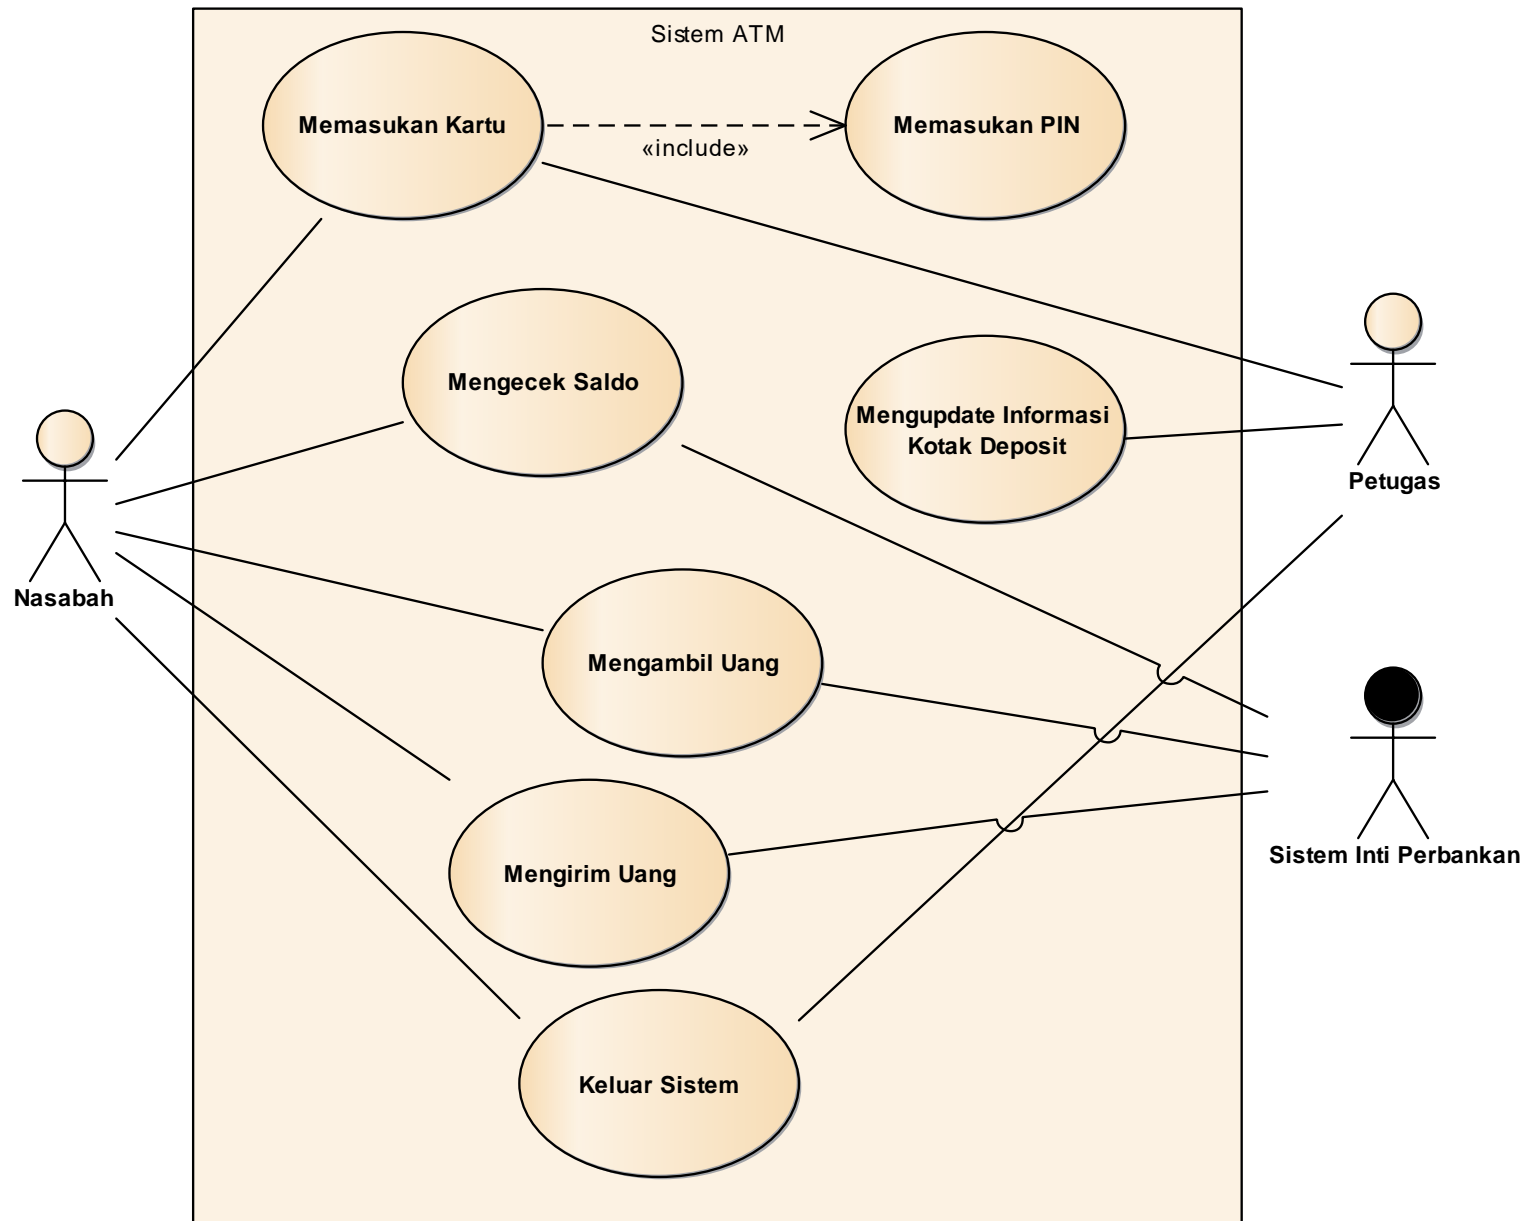 Sistem ATM
Memasukan Kartu
«include»
Memasukan PIN
Mengecek Saldo
Mengupdate Informasi
Kotak Deposit
Petugas
Nasabah
Mengambil Uang
Sistem Inti Perbankan
Mengirim Uang
Keluar Sistem